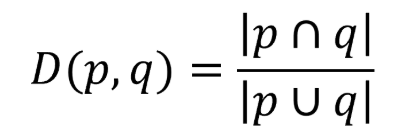 D(p, q) = |p ∩ q| / |p ∪ q|